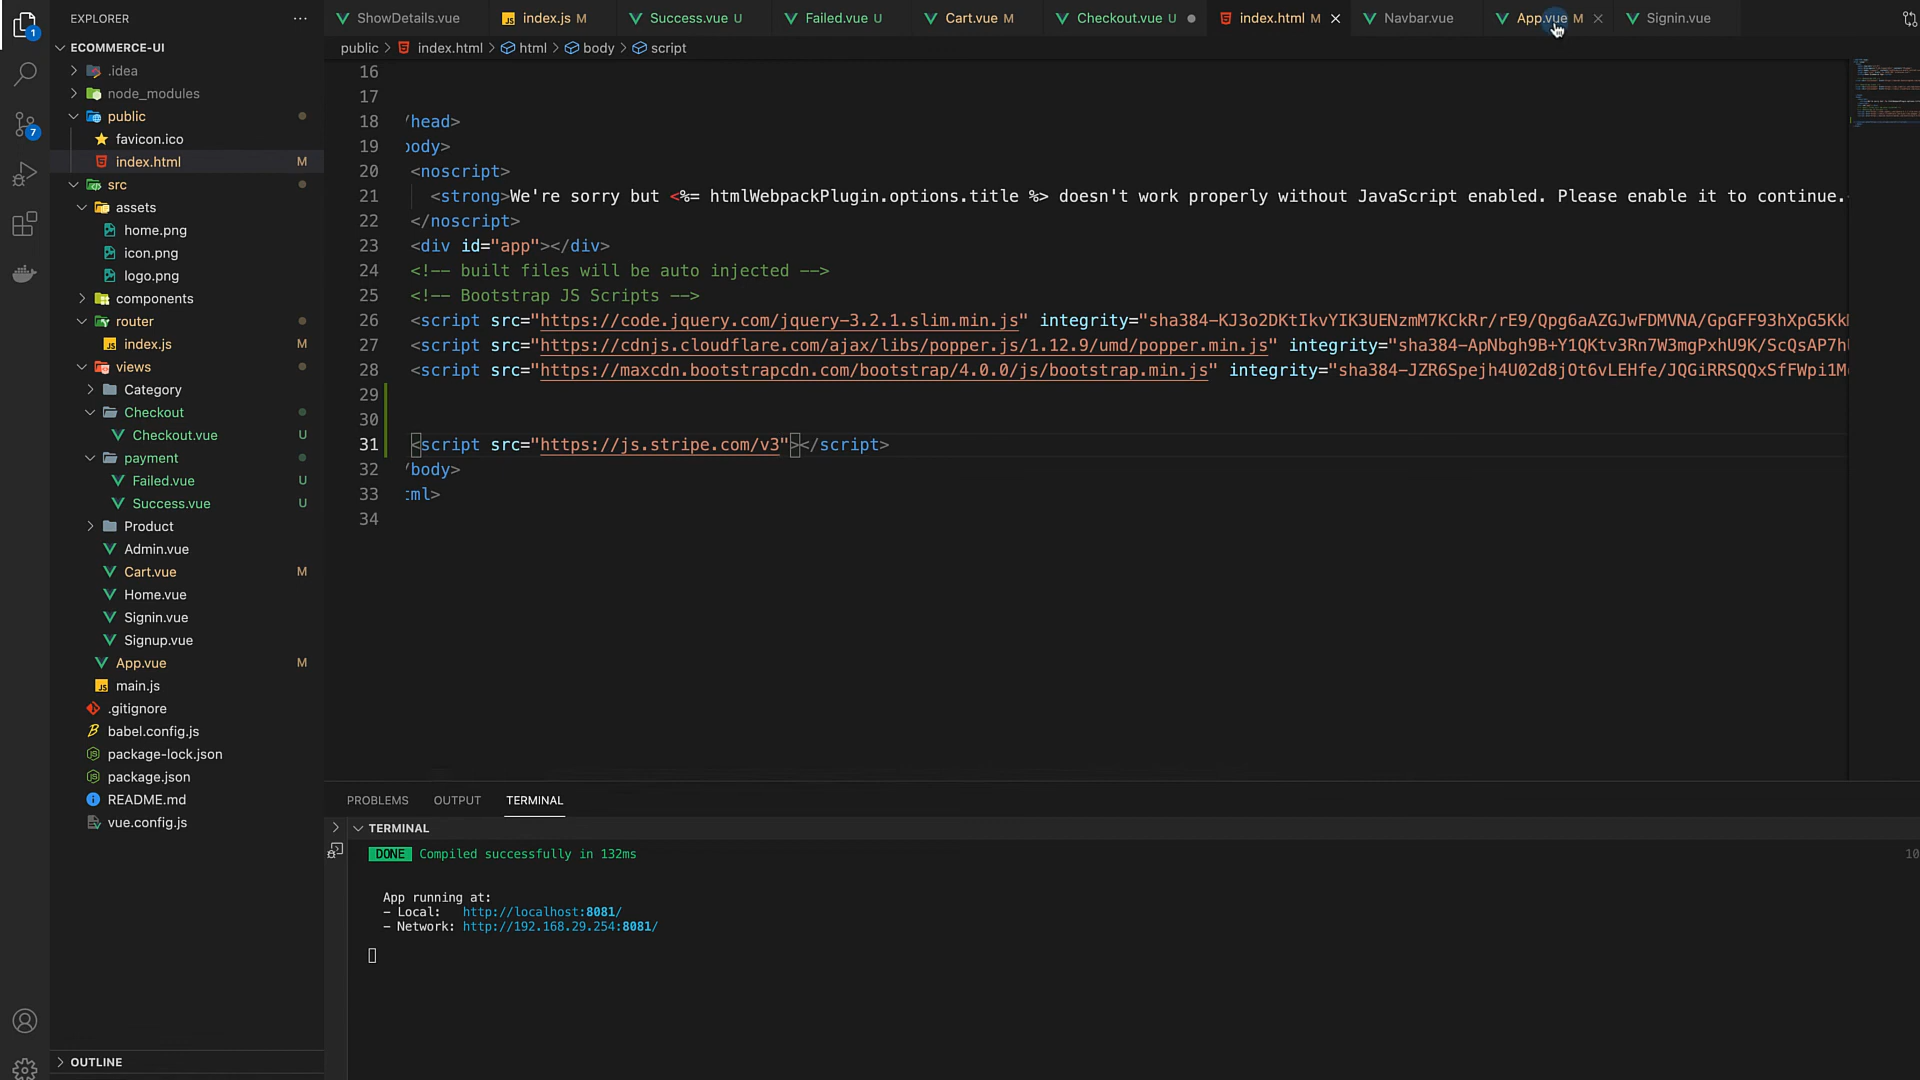 EXPLORER
ShowDetails.vue
index.js M
Success.vue U
Failed.vue U
Cart.vue M
Checkout.vue U
index.html M
Navbar.vue
App.vue M
Signin.vue
public > index.html > html > body > script
ECOMMERCE-UI
.idea
node_modules
public
favicon.ico
index.html M
src
assets
home.png
icon.png
logo.png
components
router
index.js M
views
Category
Checkout
Checkout.vue U
payment
Failed.vue U
Success.vue U
Product
Admin.vue
Cart.vue M
Home.vue
Signin.vue
Signup.vue
App.vue M
main.js
.gitignore
babel.config.js
package-lock.json
package.json
README.md
vue.config.js
OUTLINE
1
7
16
17
18 /head>
19 body>
20 <noscript>
21 <strong>We're sorry but <%= htmlWebpackPlugin.options.title %> doesn't work properly without JavaScript enabled. Please enable it to continue.
22 </noscript>
23 <div id="app"></div>
24 <!-- built files will be auto injected -->
25 <!-- Bootstrap JS Scripts -->
26 <script src="https://code.jquery.com/jquery-3.2.1.slim.min.js" integrity="sha384-KJ3o2DKtIkvYIK3UENzmM7KCkRr/rE9/Qpg6aAZGJwFDMVNA/GpGFF93hXpG5Kk
27 <script src="https://cdnjs.cloudflare.com/ajax/libs/popper.js/1.12.9/umd/popper.min.js" integrity="sha384-ApNbgh9B+Y1QKtv3Rn7W3mgPxhU9K/ScQsAP7h
28 <script src="https://maxcdn.bootstrapcdn.com/bootstrap/4.0.0/js/bootstrap.min.js" integrity="sha384-JZR6Spejh4U02d8jOt6vLEHfe/JQGiRRSQQxSfFWpi1M
29
30
31 <script src="https://js.stripe.com/v3"></script>
32 /body>
33 tml>
34
PROBLEMS OUTPUT TERMINAL
TERMINAL
DONE Compiled successfully in 132ms
10
App running at:
- Local: http://localhost:8081/
- Network: http://192.168.29.254:8081/